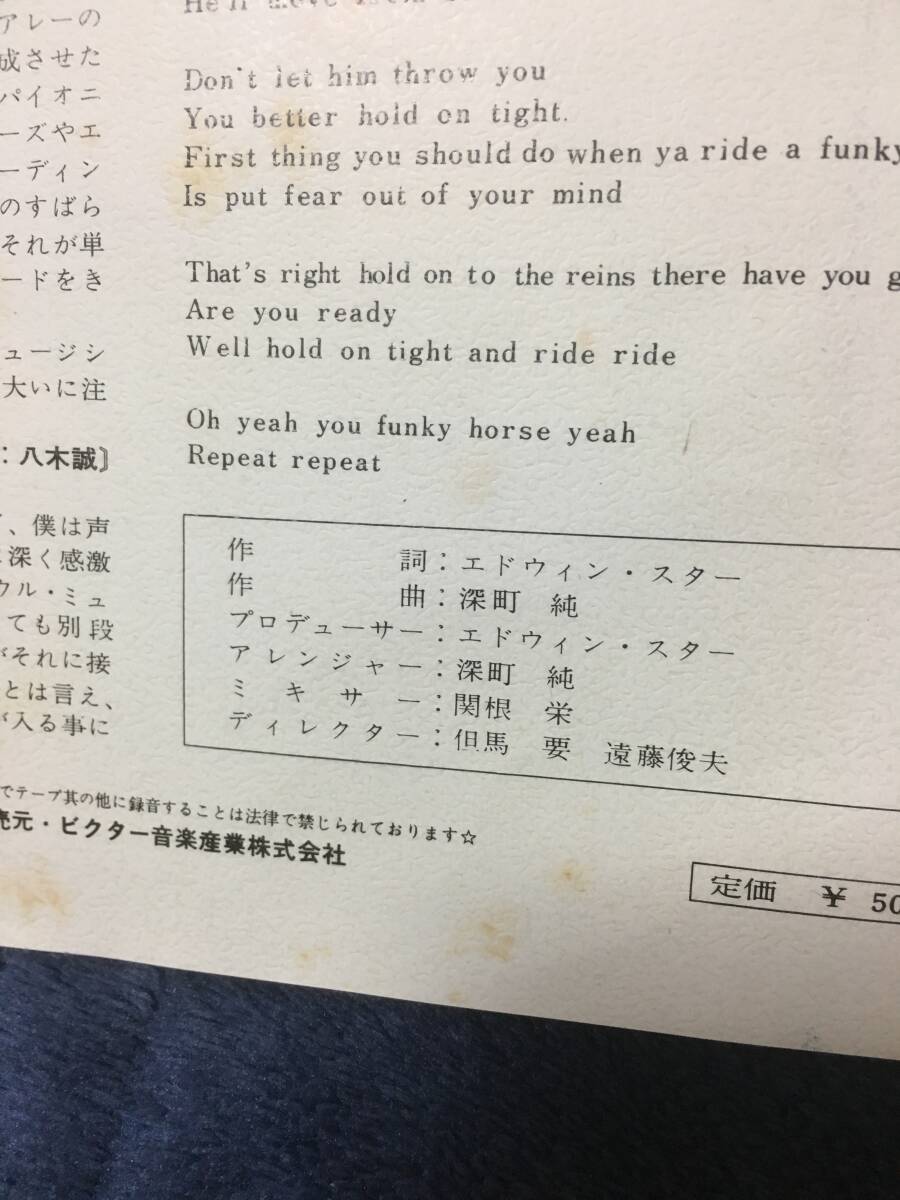 アレーの
成させた
パイオニ
ーズやエ
ーディン
のすばら
それが単
ードをき
ュージシ
大いに注
：八木誠〕
、僕は声
深く感激
ウル・ミュ
ても別段
がそれに接
とは言え、
が入る事に
He'll move
Don't let him throw you
You better hold on tight.
First thing you should do when ya ride a funky
Is put fear out of your mind
That's right hold on to the reins there have you g
Are you ready
Well hold on tight and ride ride
Oh yeah you funky horse yeah
Repeat repeat
作詞：エドウィン・スター
作曲：深町 純
プロデューサー：エドウィン・スター
アレンジャー：深町 純
ミキサー：関根 栄
ディレクター：但馬 要 遠藤俊夫
でテープ其の他に録音することは法律で禁じられております☆
売元・ビクター音楽産業株式会社
定価 ￥50